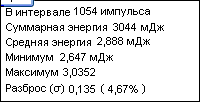 В интервале 1054 импульса
Суммарная энергия 3044 мДж
Средняя энергия 2,888 мДж
Минимум 2,647 мДж
Максимум 3,0352
Разброс (σ) 0,135 ( 4,67% )